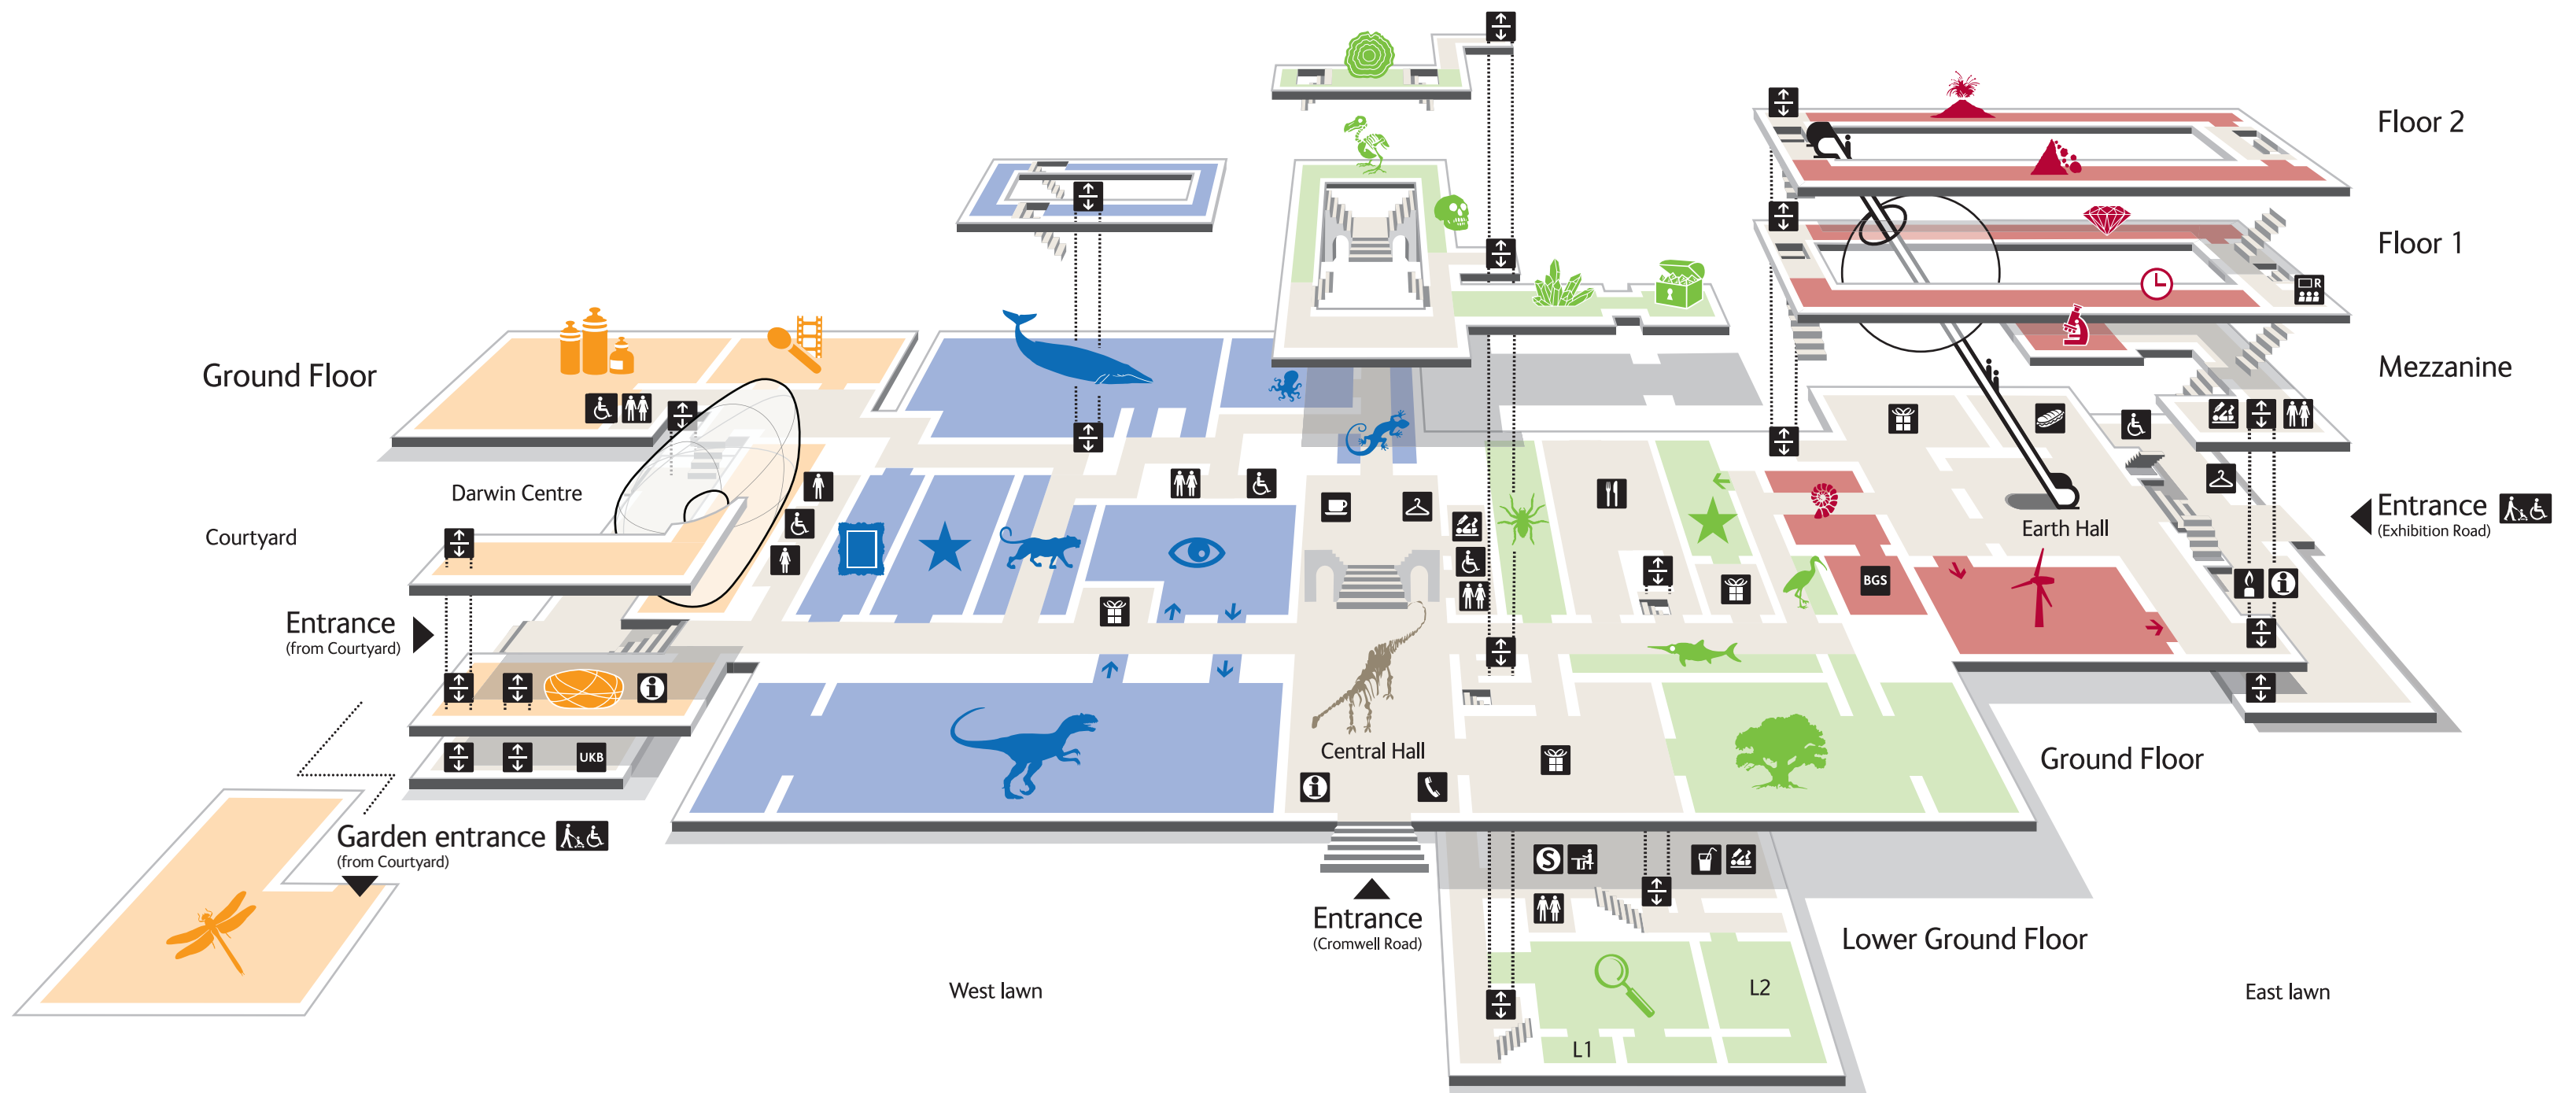 Floor 2
Floor 1
R
Ground Floor
Mezzanine
Darwin Centre
Courtyard
Entrance
(Exhibition Road)
Earth Hall
BGS
Entrance
(from Courtyard)
i
i
UKB
Central Hall
i
Ground Floor
Garden entrance
(from Courtyard)
S
Entrance
(Cromwell Road)
Lower Ground Floor
West lawn
L2
East lawn
L1